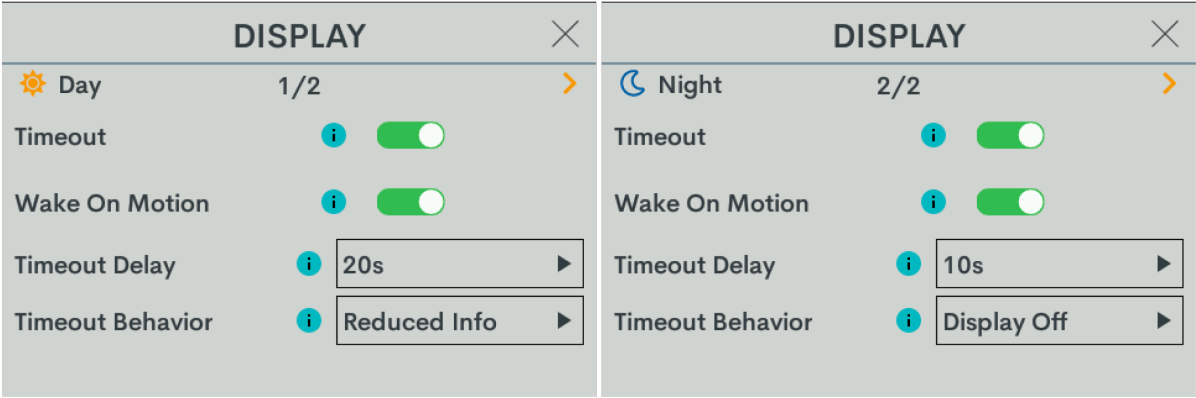 DISPLAY
Day 1/2
Timeout i
Wake On Motion i
Timeout Delay i 20s
Timeout Behavior i Reduced Info
DISPLAY
Night 2/2
Timeout i
Wake On Motion i
Timeout Delay i 10s
Timeout Behavior i Display Off